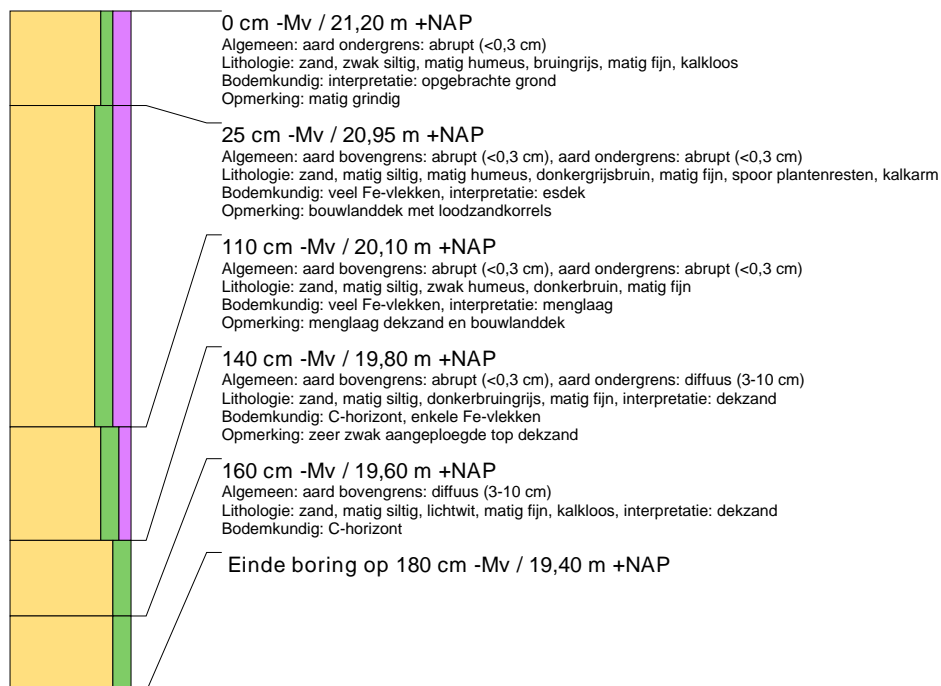 0 cm -Mv / 21,20 m +NAP
Algemeen: aard ondergrens: abrupt (<0,3 cm)
Lithologie: zand, zwak siltig, matig humeus, bruingrijs, matig fijn, kalkloos
Bodemkundig: interpretatie: opgebrachte grond
Opmerking: matig grindig
25 cm -Mv / 20,95 m +NAP
Algemeen: aard bovengrens: abrupt (<0,3 cm), aard ondergrens: abrupt (<0,3 cm)
Lithologie: zand, matig siltig, matig humeus, donkergrijsbruin, matig fijn, spoor plantenresten, kalkarm
Bodemkundig: veel Fe-vlekken, interpretatie: esdek
Opmerking: bouwlanddek met loodzandkorrels
110 cm -Mv / 20,10 m +NAP
Algemeen: aard bovengrens: abrupt (<0,3 cm), aard ondergrens: abrupt (<0,3 cm)
Lithologie: zand, matig siltig, zwak humeus, donkerbruin, matig fijn
Bodemkundig: veel Fe-vlekken, interpretatie: menglaag
Opmerking: menglaag dekzand en bouwlanddek
140 cm -Mv / 19,80 m +NAP
Algemeen: aard bovengrens: abrupt (<0,3 cm), aard ondergrens: diffuus (3-10 cm)
Lithologie: zand, matig siltig, donkerbruingrijs, matig fijn, interpretatie: dekzand
Bodemkundig: C-horizont, enkele Fe-vlekken
Opmerking: zeer zwak aangeploegde top dekzand
160 cm -Mv / 19,60 m +NAP
Algemeen: aard bovengrens: diffuus (3-10 cm)
Lithologie: zand, matig siltig, lichtwit, matig fijn, kalkloos, interpretatie: dekzand
Bodemkundig: C-horizont
Einde boring op 180 cm -Mv / 19,40 m +NAP